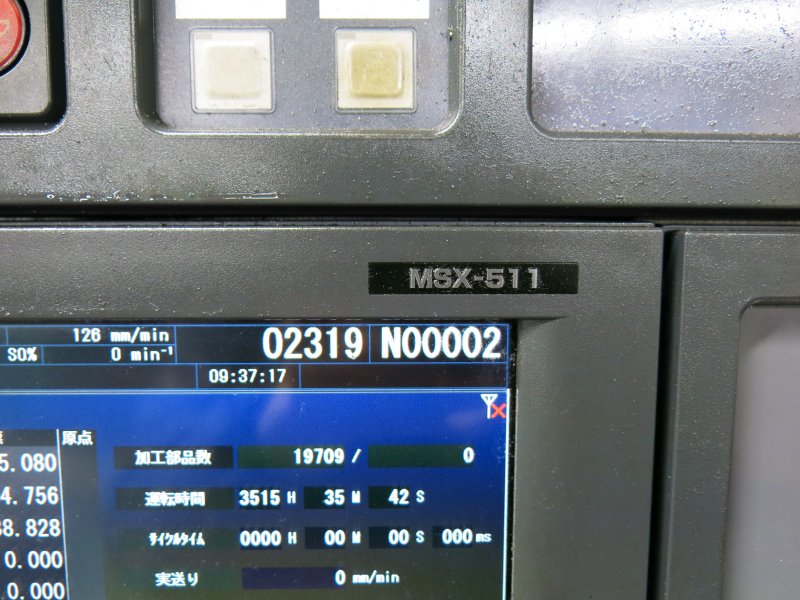 MSX-511
126 mm/min
02319 N00002
S0% 0 min⁻¹
09:37:17
原点
5.080
加工部品数 19709 / 0
4.756
運転時間 3515 H 35 M 42 S
8.828
サイクルタイム 0000 H 00 M 00 S 000 ms
0.000
実送り 0 mm/min
0.000